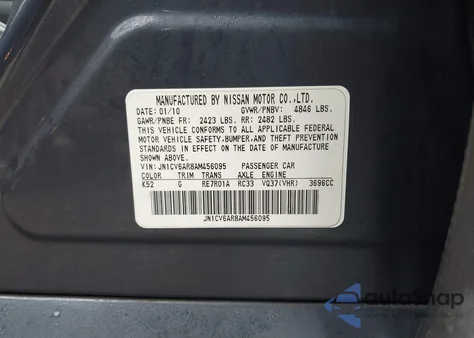 MANUFACTURED BY NISSAN MOTOR CO.,LTD.
DATE: 01/10 GVWR/PNBV: 4846 LBS.
GAWR/PNBE FR: 2423 LBS. RR: 2482 LBS.
THIS VEHICLE CONFORMS TO ALL APPLICABLE FEDERAL
MOTOR VEHICLE SAFETY,BUMPER,AND THEFT PREVENTION
STANDARDS IN EFFECT ON THE DATE OF MANUFACTURE
SHOWN ABOVE.
VIN: JN1CV6AR8AM456095 PASSENGER CAR
COLOR TRIM TRANS AXLE ENGINE
K52 G RE7R01A RC33 VQ37(VHR) 3696CC
JN1CV6AR8AM456095
autoSnap